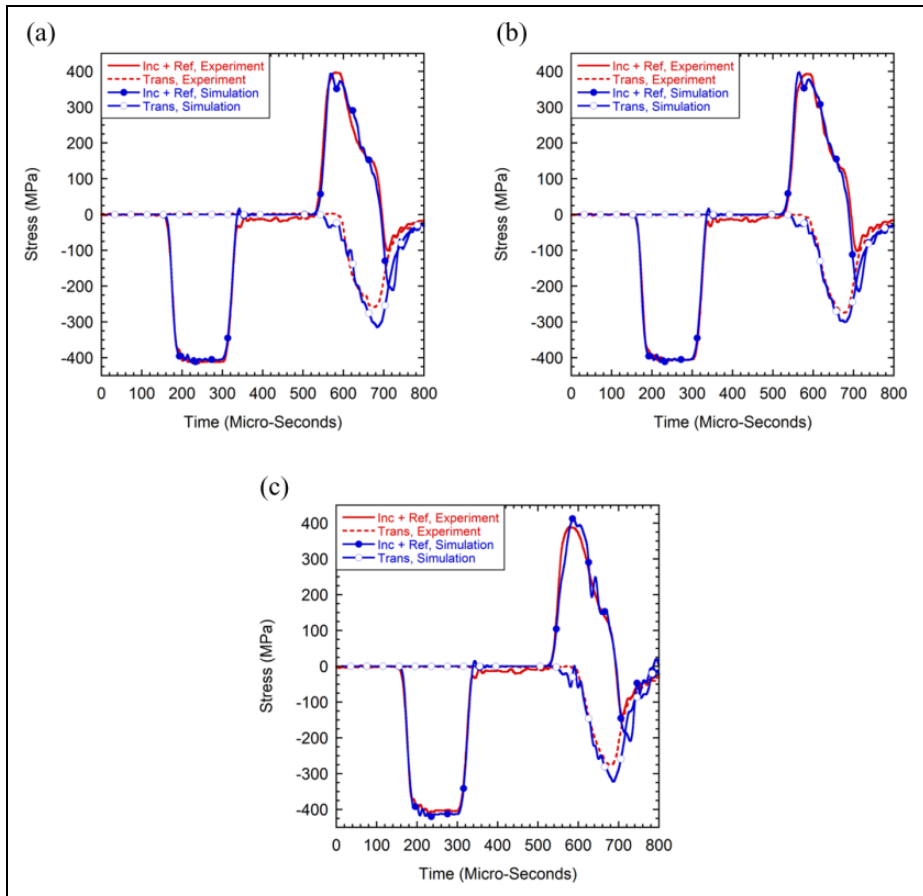 (a)
Inc + Ref, Experiment
Trans, Experiment
Inc + Ref, Simulation
Trans, Simulation
400
300
200
100
0
-100
-200
-300
-400
Stress (MPa)
0 100 200 300 400 500 600 700 800
Time (Micro-Seconds)
(b)
Inc + Ref, Experiment
Trans, Experiment
Inc + Ref, Simulation
Trans, Simulation
400
300
200
100
0
-100
-200
-300
-400
Stress (MPa)
0 100 200 300 400 500 600 700 800
Time (Micro-Seconds)
(c)
Inc + Ref, Experiment
Trans, Experiment
Inc + Ref, Simulation
Trans, Simulation
400
300
200
100
0
-100
-200
-300
-400
Stress (MPa)
0 100 200 300 400 500 600 700 800
Time (Micro-Seconds)